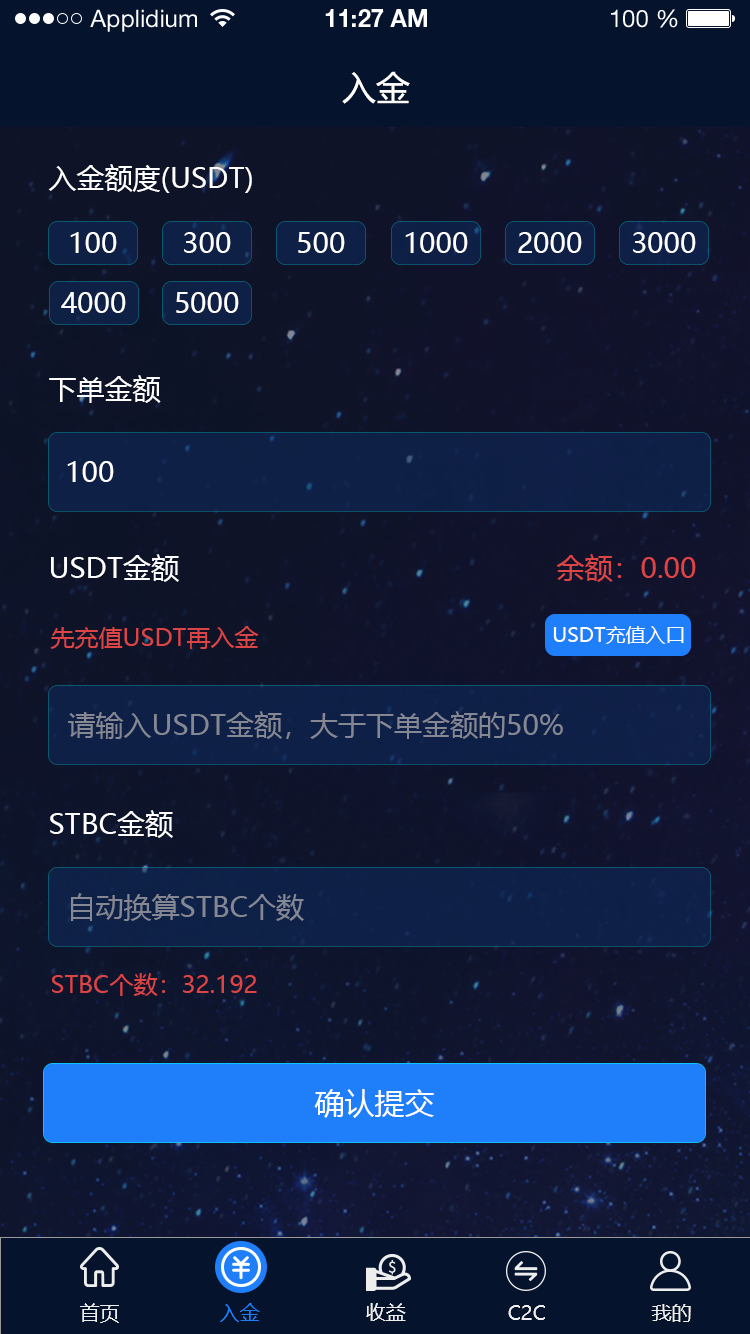 Applidium 11:27 AM 100 %
入金
入金额度(USDT)
100 300 500 1000 2000 3000
4000 5000
下单金额
100
USDT金额 余额：0.00
先充值USDT再入金 USDT充值入口
请输入USDT金额，大于下单金额的50%
STBC金额
自动换算STBC个数
STBC个数：32.192
确认提交
首页 入金 收益 C2C 我的